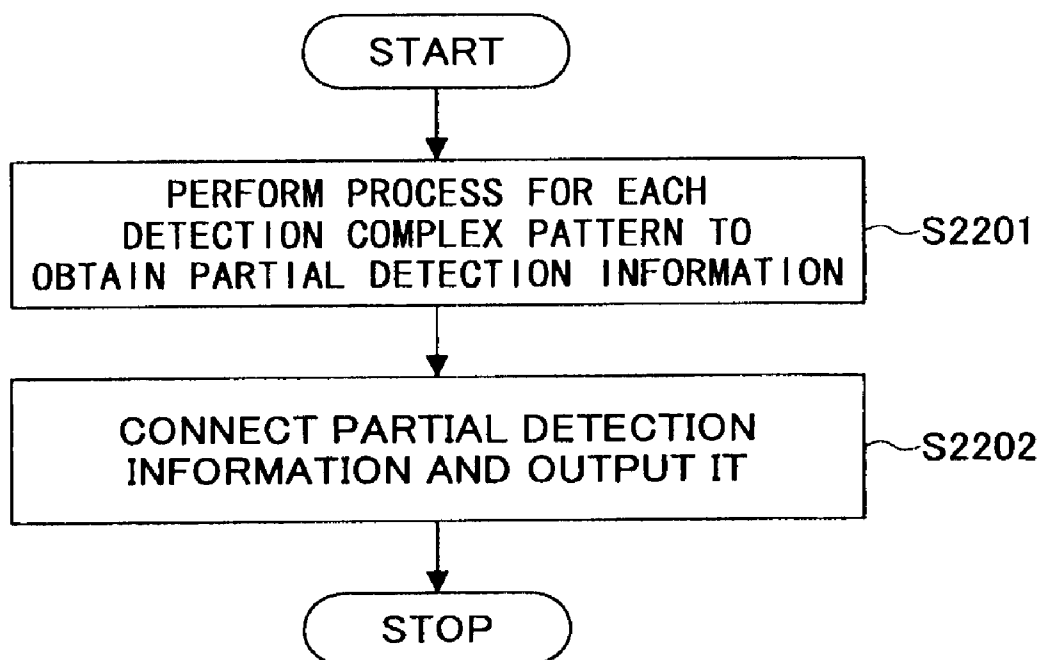 START
PERFORM PROCESS FOR EACH
DETECTION COMPLEX PATTERN TO
OBTAIN PARTIAL DETECTION INFORMATION
S2201
CONNECT PARTIAL DETECTION
INFORMATION AND OUTPUT IT
S2202
STOP